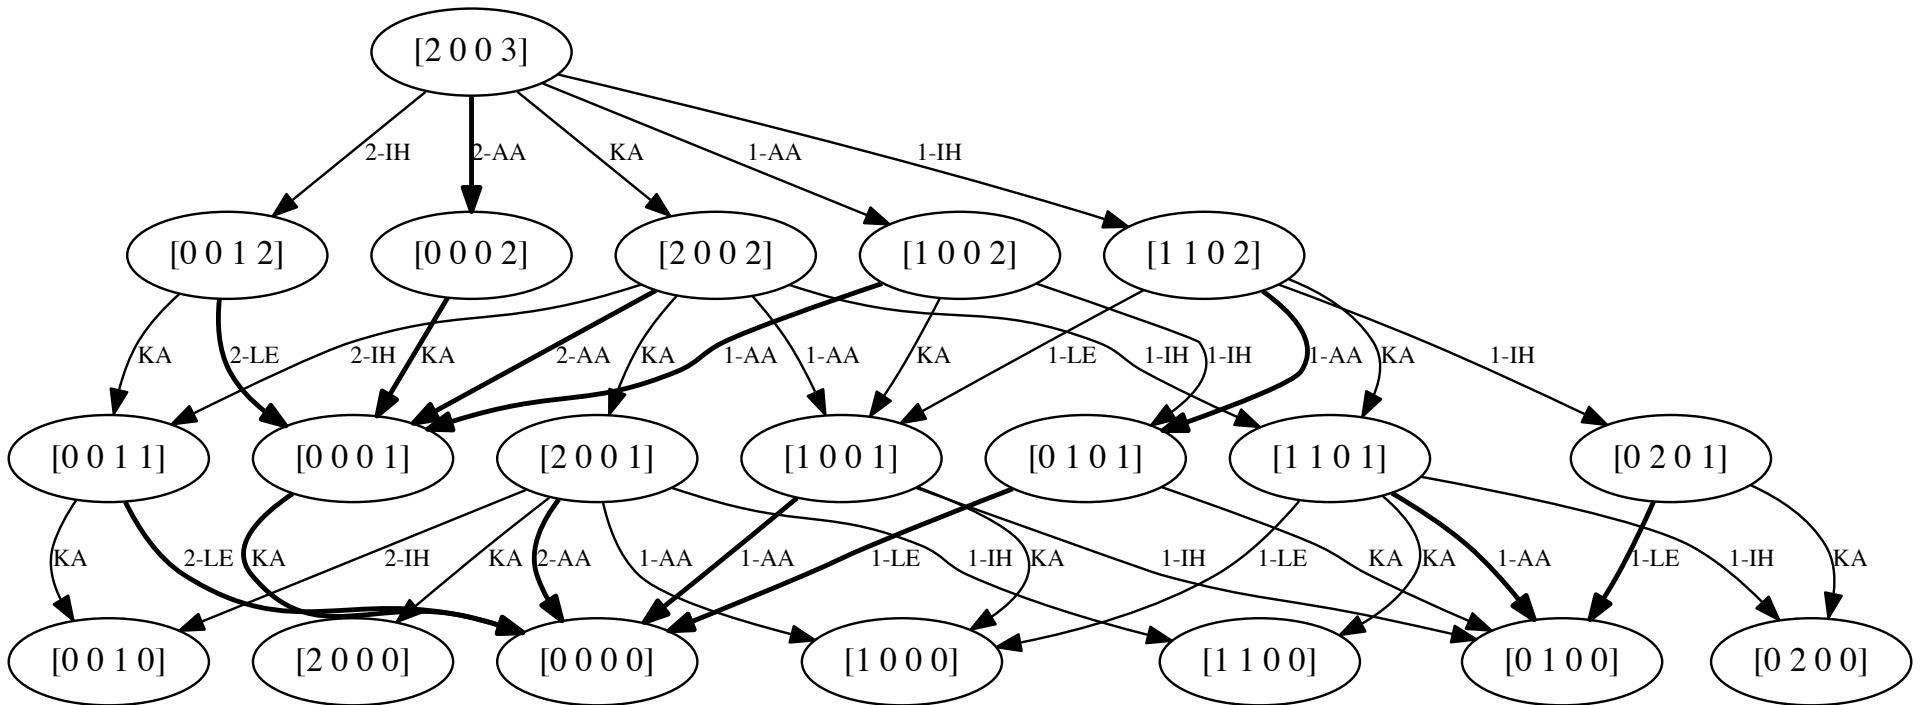 [2 0 0 3]
2-IH 2-AA KA 1-AA 1-IH
[0 0 1 2] [0 0 0 2] [2 0 0 2] [1 0 0 2] [1 1 0 2]
KA 2-LE 2-IH KA 2-AA KA 1-AA 1-AA KA 1-LE 1-IH 1-IH 1-AA KA 1-IH
[0 0 1 1] [0 0 0 1] [2 0 0 1] [1 0 0 1] [0 1 0 1] [1 1 0 1] [0 2 0 1]
KA 2-LE KA 2-IH KA 2-AA 1-AA 1-AA 1-LE 1-IH KA 1-IH 1-LE KA KA 1-AA 1-LE 1-IH KA
[0 0 1 0] [2 0 0 0] [0 0 0 0] [1 0 0 0] [1 1 0 0] [0 1 0 0] [0 2 0 0]